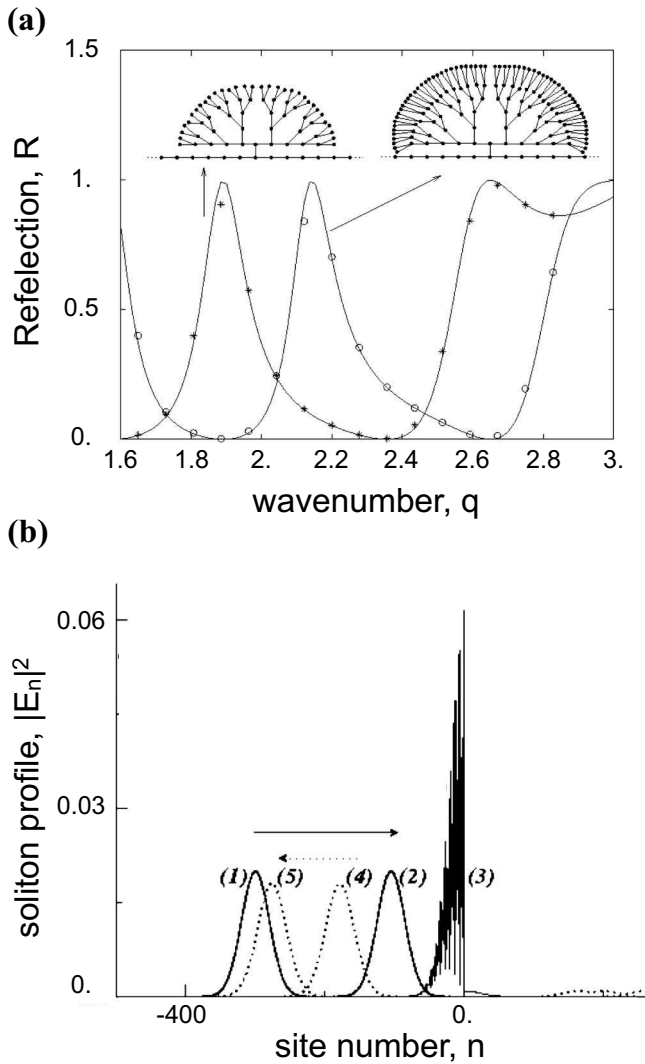 (a)
1.5
1.
0.5
0.
Refelection, R
1.6 1.8 2. 2.2 2.4 2.6 2.8 3.
wavenumber, q
(b)
0.06
0.03
0.
soliton profile, |Eₙ|²
(1) (5) (4) (2) (3)
-400 0.
site number, n